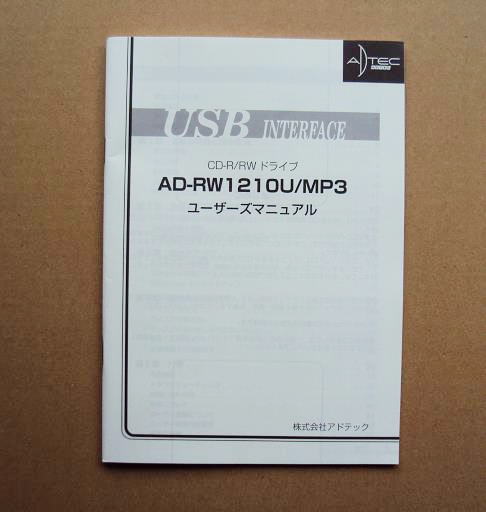 ADTEC
USB INTERFACE
CD-R/RW ドライブ
AD-RW1210U/MP3
ユーザーズマニュアル
株式会社アドテック